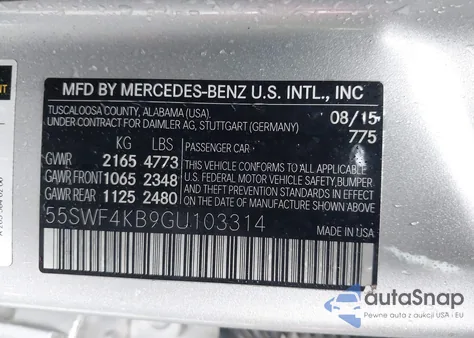 MFD BY MERCEDES-BENZ U.S. INTL., INC
TUSCALOOSA COUNTY, ALABAMA (USA)
UNDER CONTRACT FOR DAIMLER AG, STUTTGART (GERMANY)
08/15
775
KG LBS
PASSENGER CAR
GVWR 2165 4773
GAWR FRONT 1065 2348
GAWR REAR 1125 2480
THIS VEHICLE CONFORMS TO ALL APPLICABLE FEDERAL MOTOR VEHICLE SAFETY, BUMPER, AND THEFT PREVENTION STANDARDS IN EFFECT ON THE DATE OF MANUFACTURE SHOWN ABOVE.
55SWF4KB9GU103314
MADE IN USA
autaSnap
Pewne auta z USA i EU